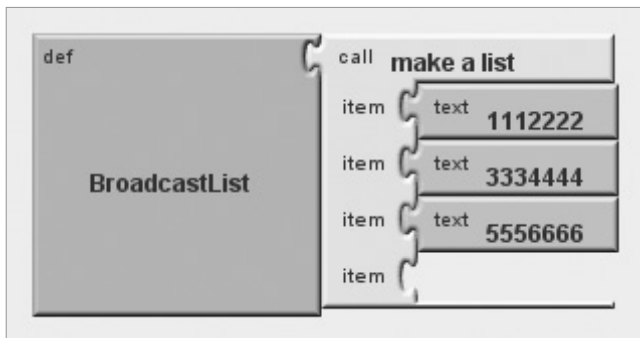 def
call make a list
item text 1112222
BroadcastList
item text 3334444
item text 5556666
item